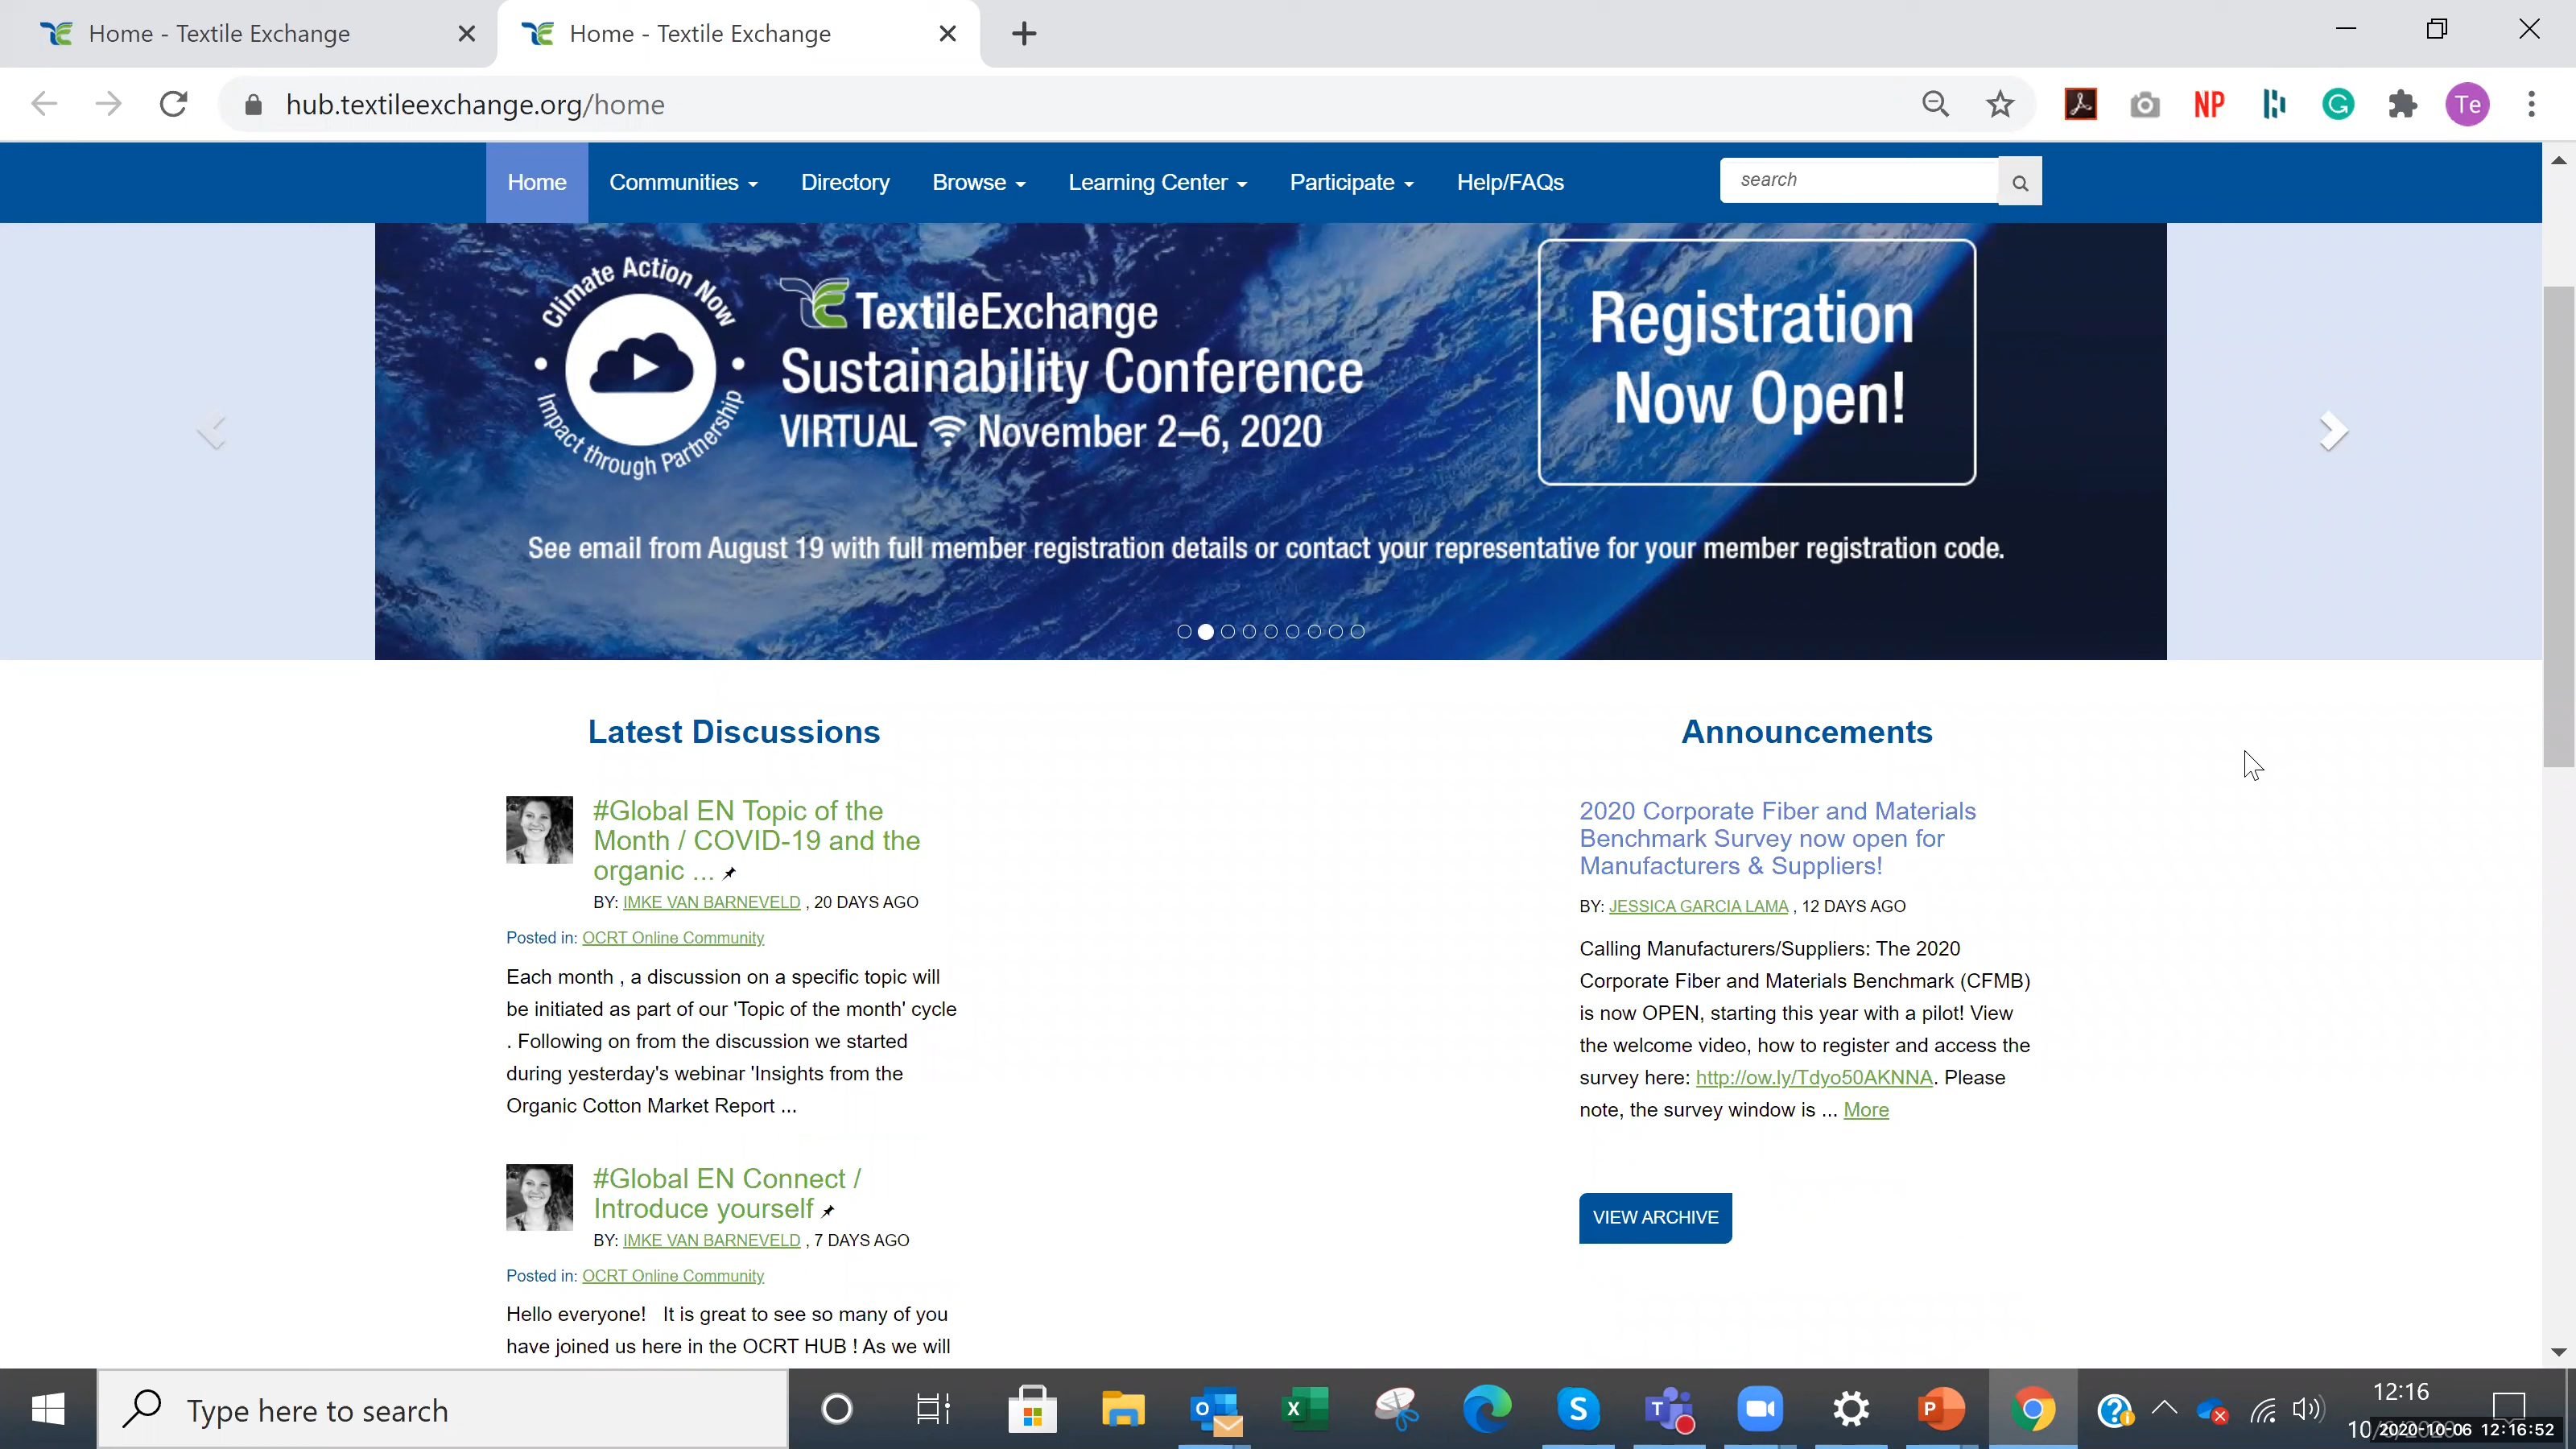 Home - Textile Exchange
Home - Textile Exchange
hub.textileexchange.org/home
NP
Te
Home Communities Directory Browse Learning Center Participate Help/FAQs
search
Climate Action Now
Impact through Partnership
TextileExchange
Sustainability Conference
VIRTUAL November 2–6, 2020
Registration
Now Open!
See email from August 19 with full member registration details or contact your representative for your member registration code.
Latest Discussions
#Global EN Topic of the
Month / COVID-19 and the
organic ...
BY: IMKE VAN BARNEVELD , 20 DAYS AGO
Posted in: OCRT Online Community
Each month , a discussion on a specific topic will
be initiated as part of our 'Topic of the month' cycle
. Following on from the discussion we started
during yesterday's webinar 'Insights from the
Organic Cotton Market Report ...
#Global EN Connect /
Introduce yourself
BY: IMKE VAN BARNEVELD , 7 DAYS AGO
Posted in: OCRT Online Community
Hello everyone! It is great to see so many of you
have joined us here in the OCRT HUB ! As we will
Announcements
2020 Corporate Fiber and Materials
Benchmark Survey now open for
Manufacturers & Suppliers!
BY: JESSICA GARCIA LAMA , 12 DAYS AGO
Calling Manufacturers/Suppliers: The 2020
Corporate Fiber and Materials Benchmark (CFMB)
is now OPEN, starting this year with a pilot! View
the welcome video, how to register and access the
survey here: http://ow.ly/Tdyo50AKNNA. Please
note, the survey window is ... More
VIEW ARCHIVE
Type here to search
12:16
2020-10-06 12:16:52